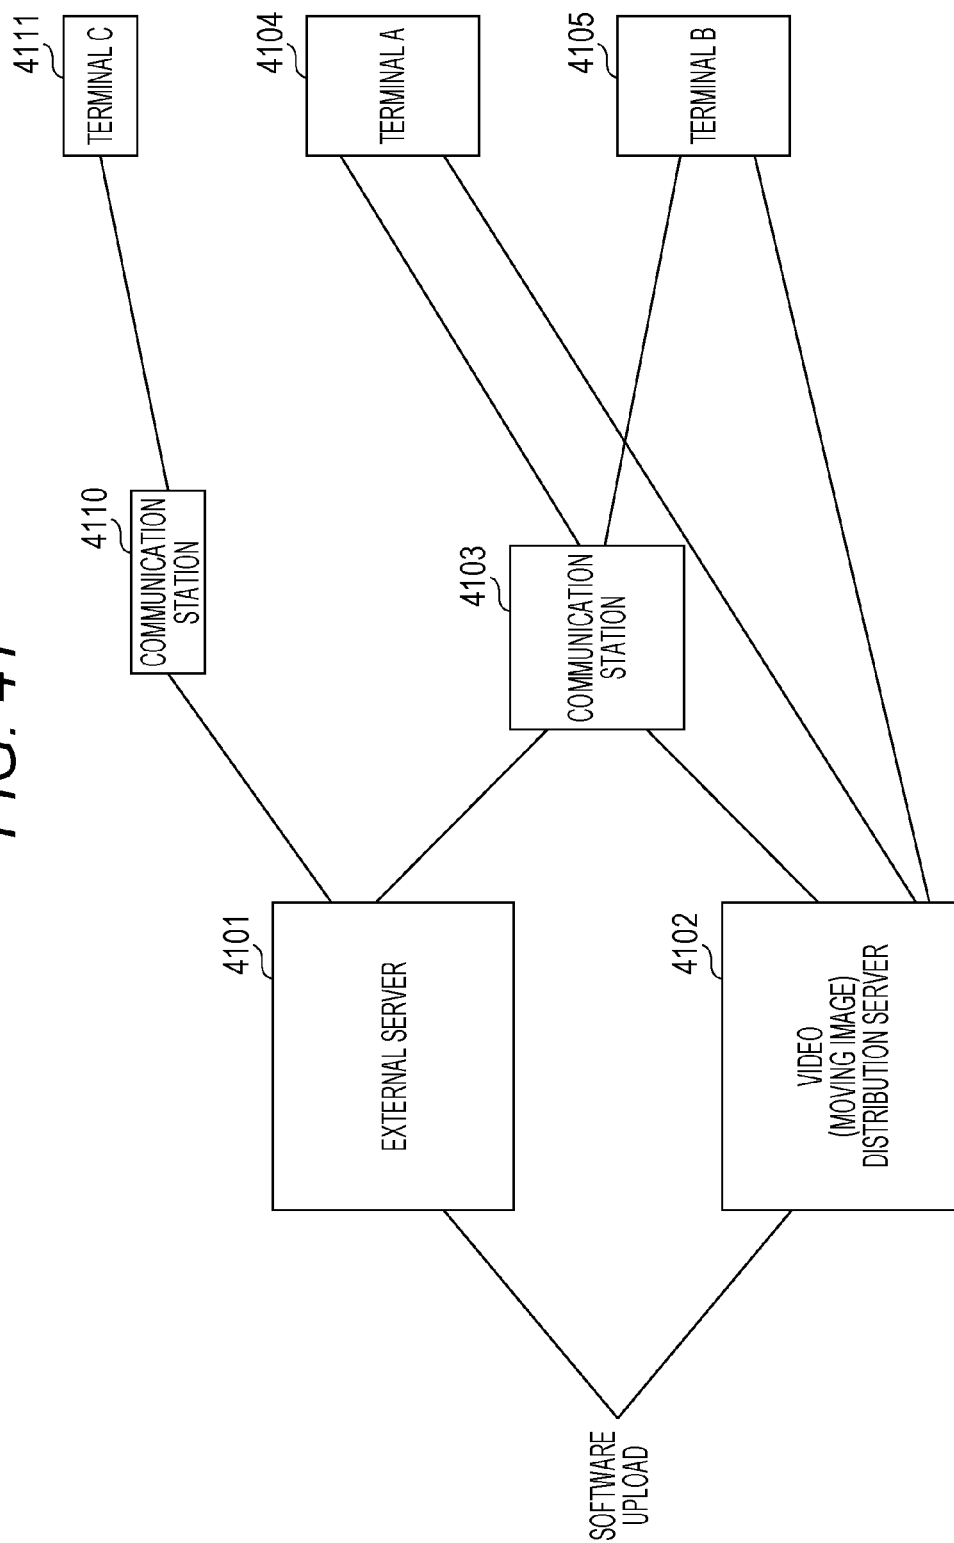 FIG. 41
4111
TERMINAL C
4110
COMMUNICATION
STATION
4101
EXTERNAL SERVER
4104
TERMINAL A
4103
COMMUNICATION
STATION
4105
TERMINAL B
SOFTWARE
UPLOAD
4102
VIDEO
(MOVING IMAGE)
DISTRIBUTION SERVER